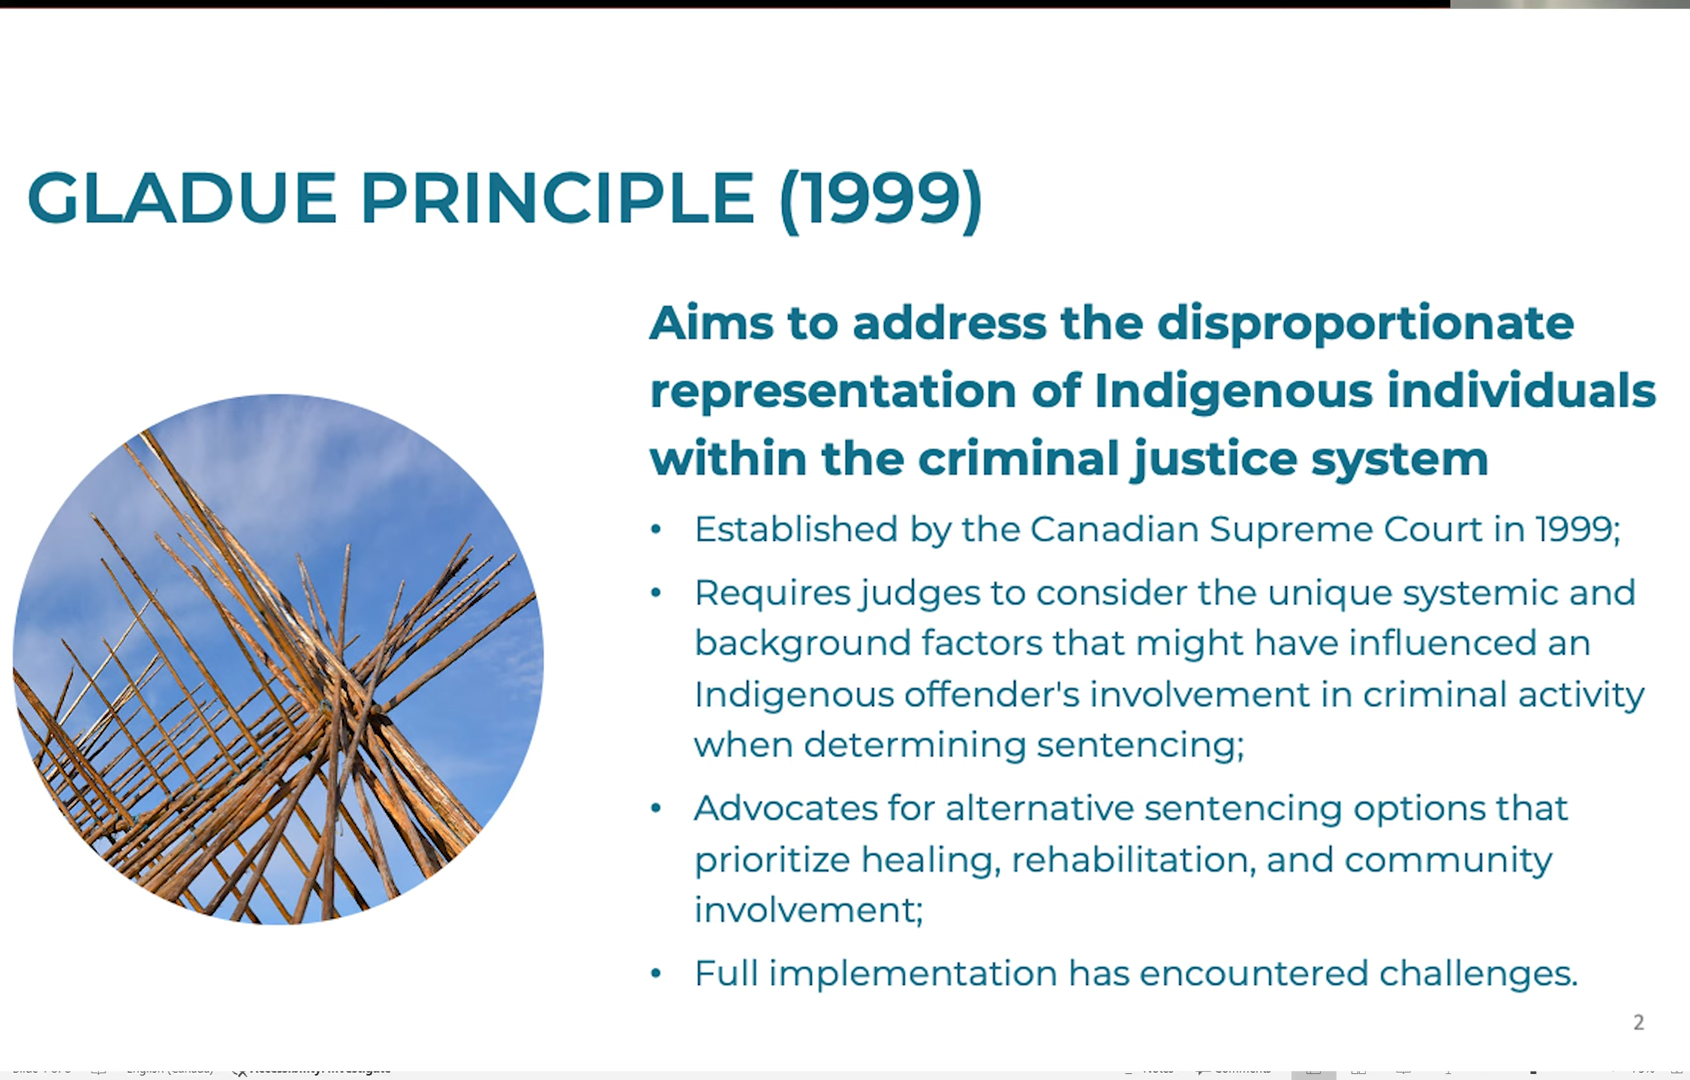 GLADUE PRINCIPLE (1999)
Aims to address the disproportionate
representation of Indigenous individuals
within the criminal justice system
• Established by the Canadian Supreme Court in 1999;
• Requires judges to consider the unique systemic and
background factors that might have influenced an
Indigenous offender's involvement in criminal activity
when determining sentencing;
• Advocates for alternative sentencing options that
prioritize healing, rehabilitation, and community
involvement;
• Full implementation has encountered challenges.
2